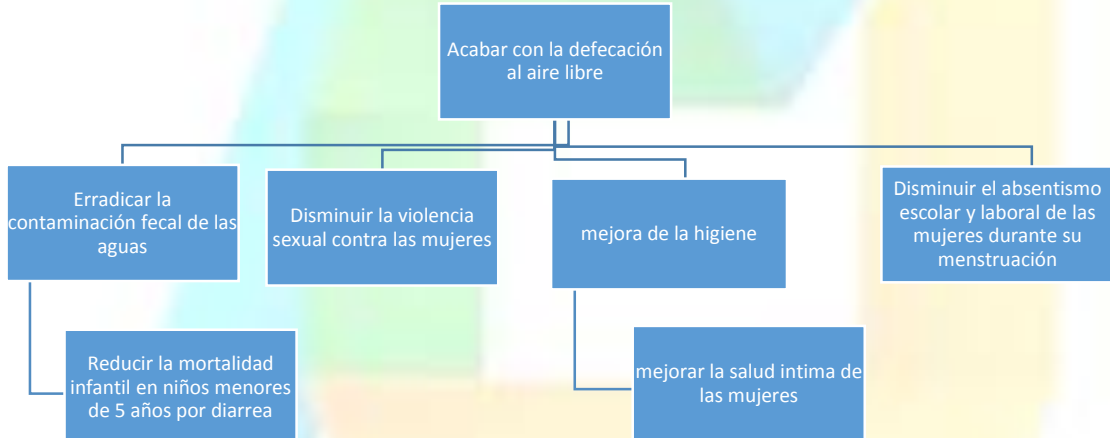 Acabar con la defecación
al aire libre
Erradicar la
contaminación fecal de las
aguas
Disminuir la violencia
sexual contra las mujeres
mejora de la higiene
Disminuir el absentismo
escolar y laboral de las
mujeres durante su
menstruación
Reducir la mortalidad
infantil en niños menores
de 5 años por diarrea
mejorar la salud intima de
las mujeres